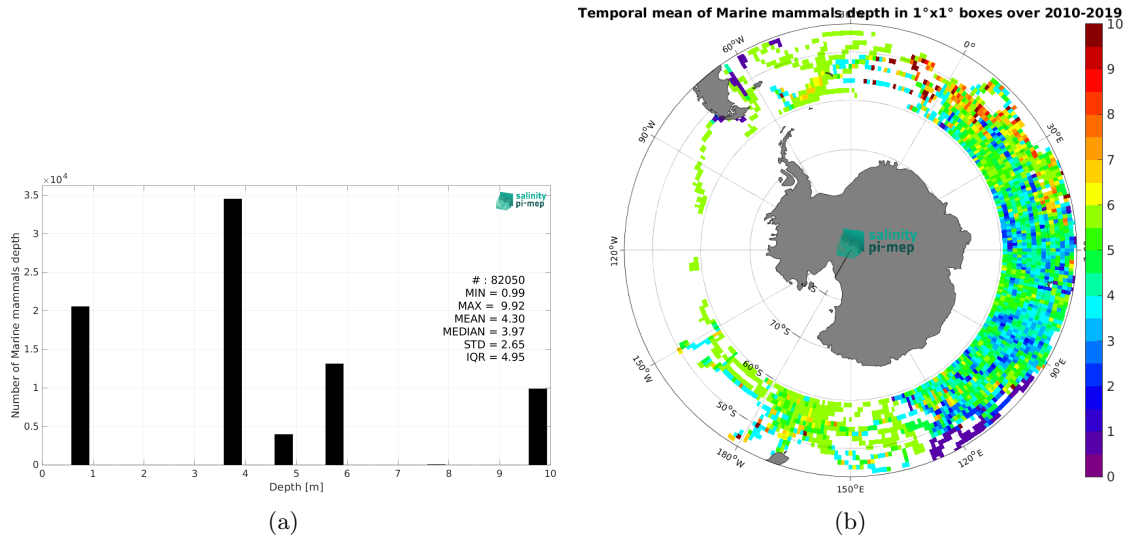 Temporal mean of Marine mammals depth in 1°x1° boxes over 2010-2019
×10⁴
3.5
3
2.5
2
1.5
1
0.5
0
Number of Marine mammals depth
0 1 2 3 4 5 6 7 8 9 10
Depth [m]
salinity
pi-mep
# : 82050
MIN = 0.99
MAX = 9.92
MEAN = 4.30
MEDIAN = 3.97
STD = 2.65
IQR = 4.95
(a)
60°W
0°
30°E
90°E
120°E
150°E
180°W
150°W
120°W
90°W
70°S
60°S
50°S
salinity
pi-mep
10
9
8
7
6
5
4
3
2
1
0
(b)